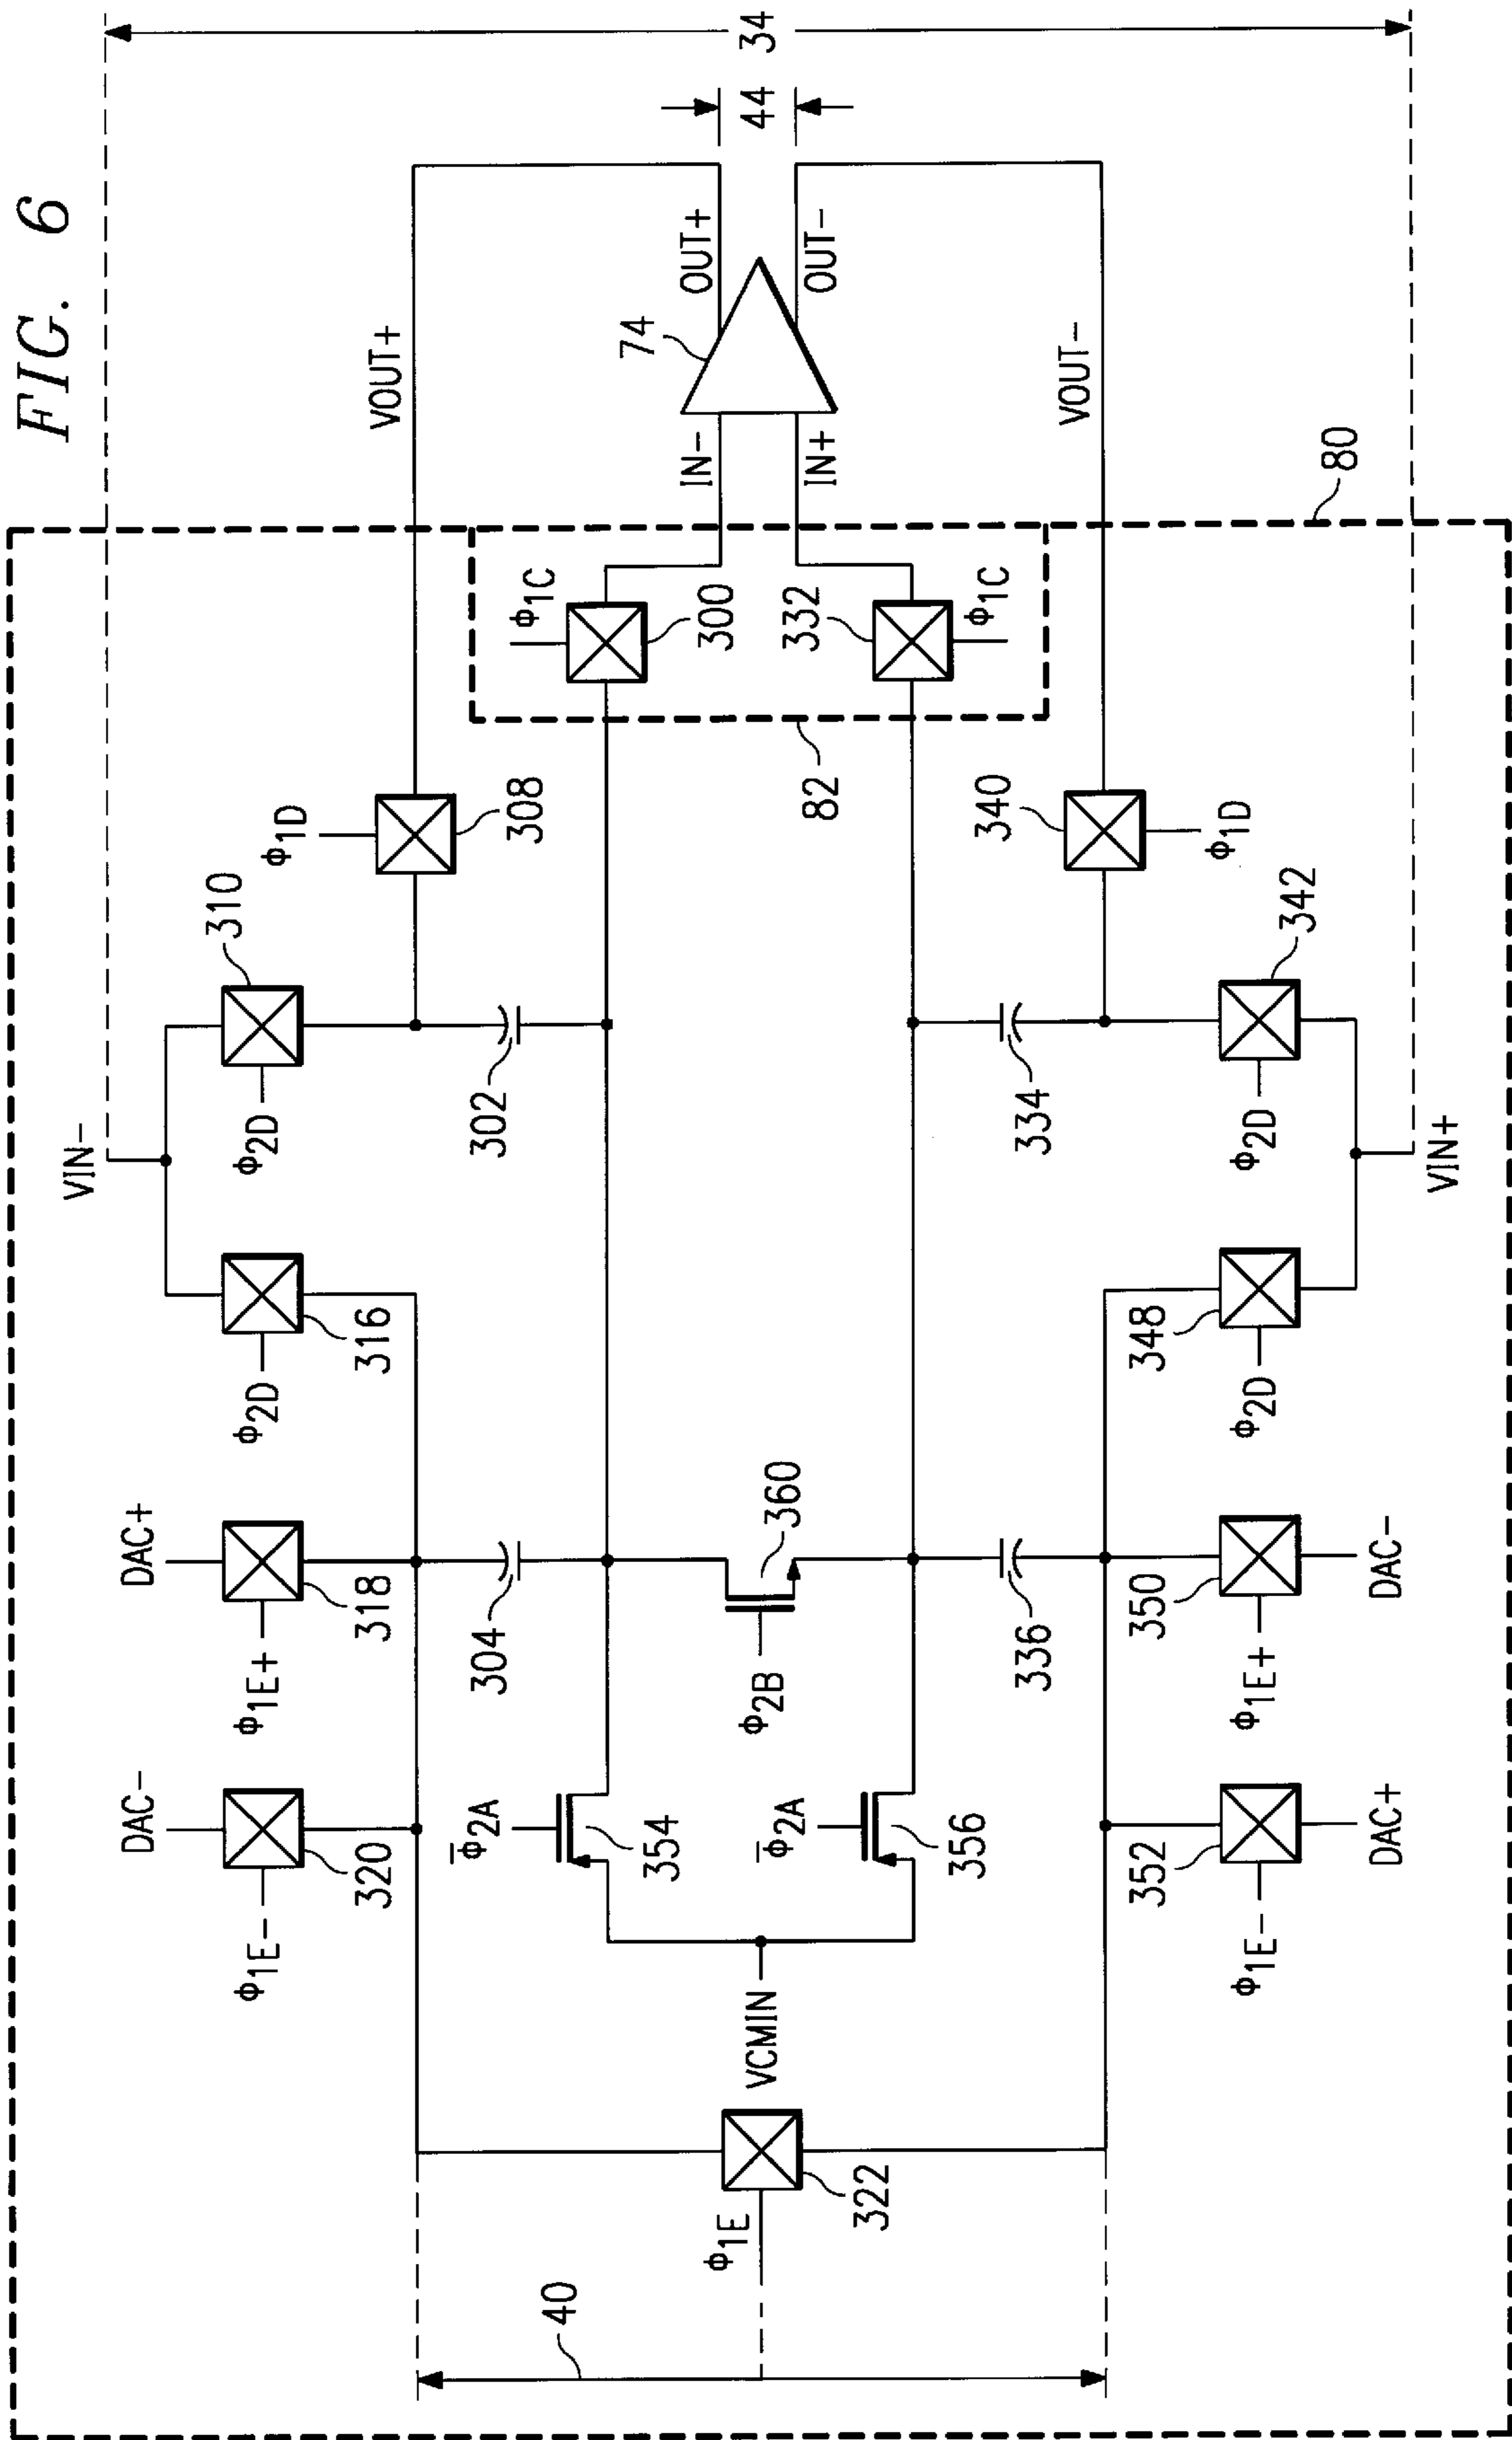 FIG. 6
34
44
VOUT+
OUT+
74
OUT-
IN-
IN+
VOUT-
80
ϕ1C
300
332
ϕ1C
82
ϕ1D
308
340
ϕ1D
310
ϕ2D
302
334
342
ϕ2D
VIN-
VIN+
316
ϕ2D
348
ϕ2D
DAC+
318
ϕ1E+
304
360
ϕ2B
336
350
ϕ1E+
DAC-
DAC-
320
ϕ1E-
ϕ̅2A
354
ϕ̅2A
356
352
ϕ1E-
DAC+
VCMIN
322
ϕ1E
40